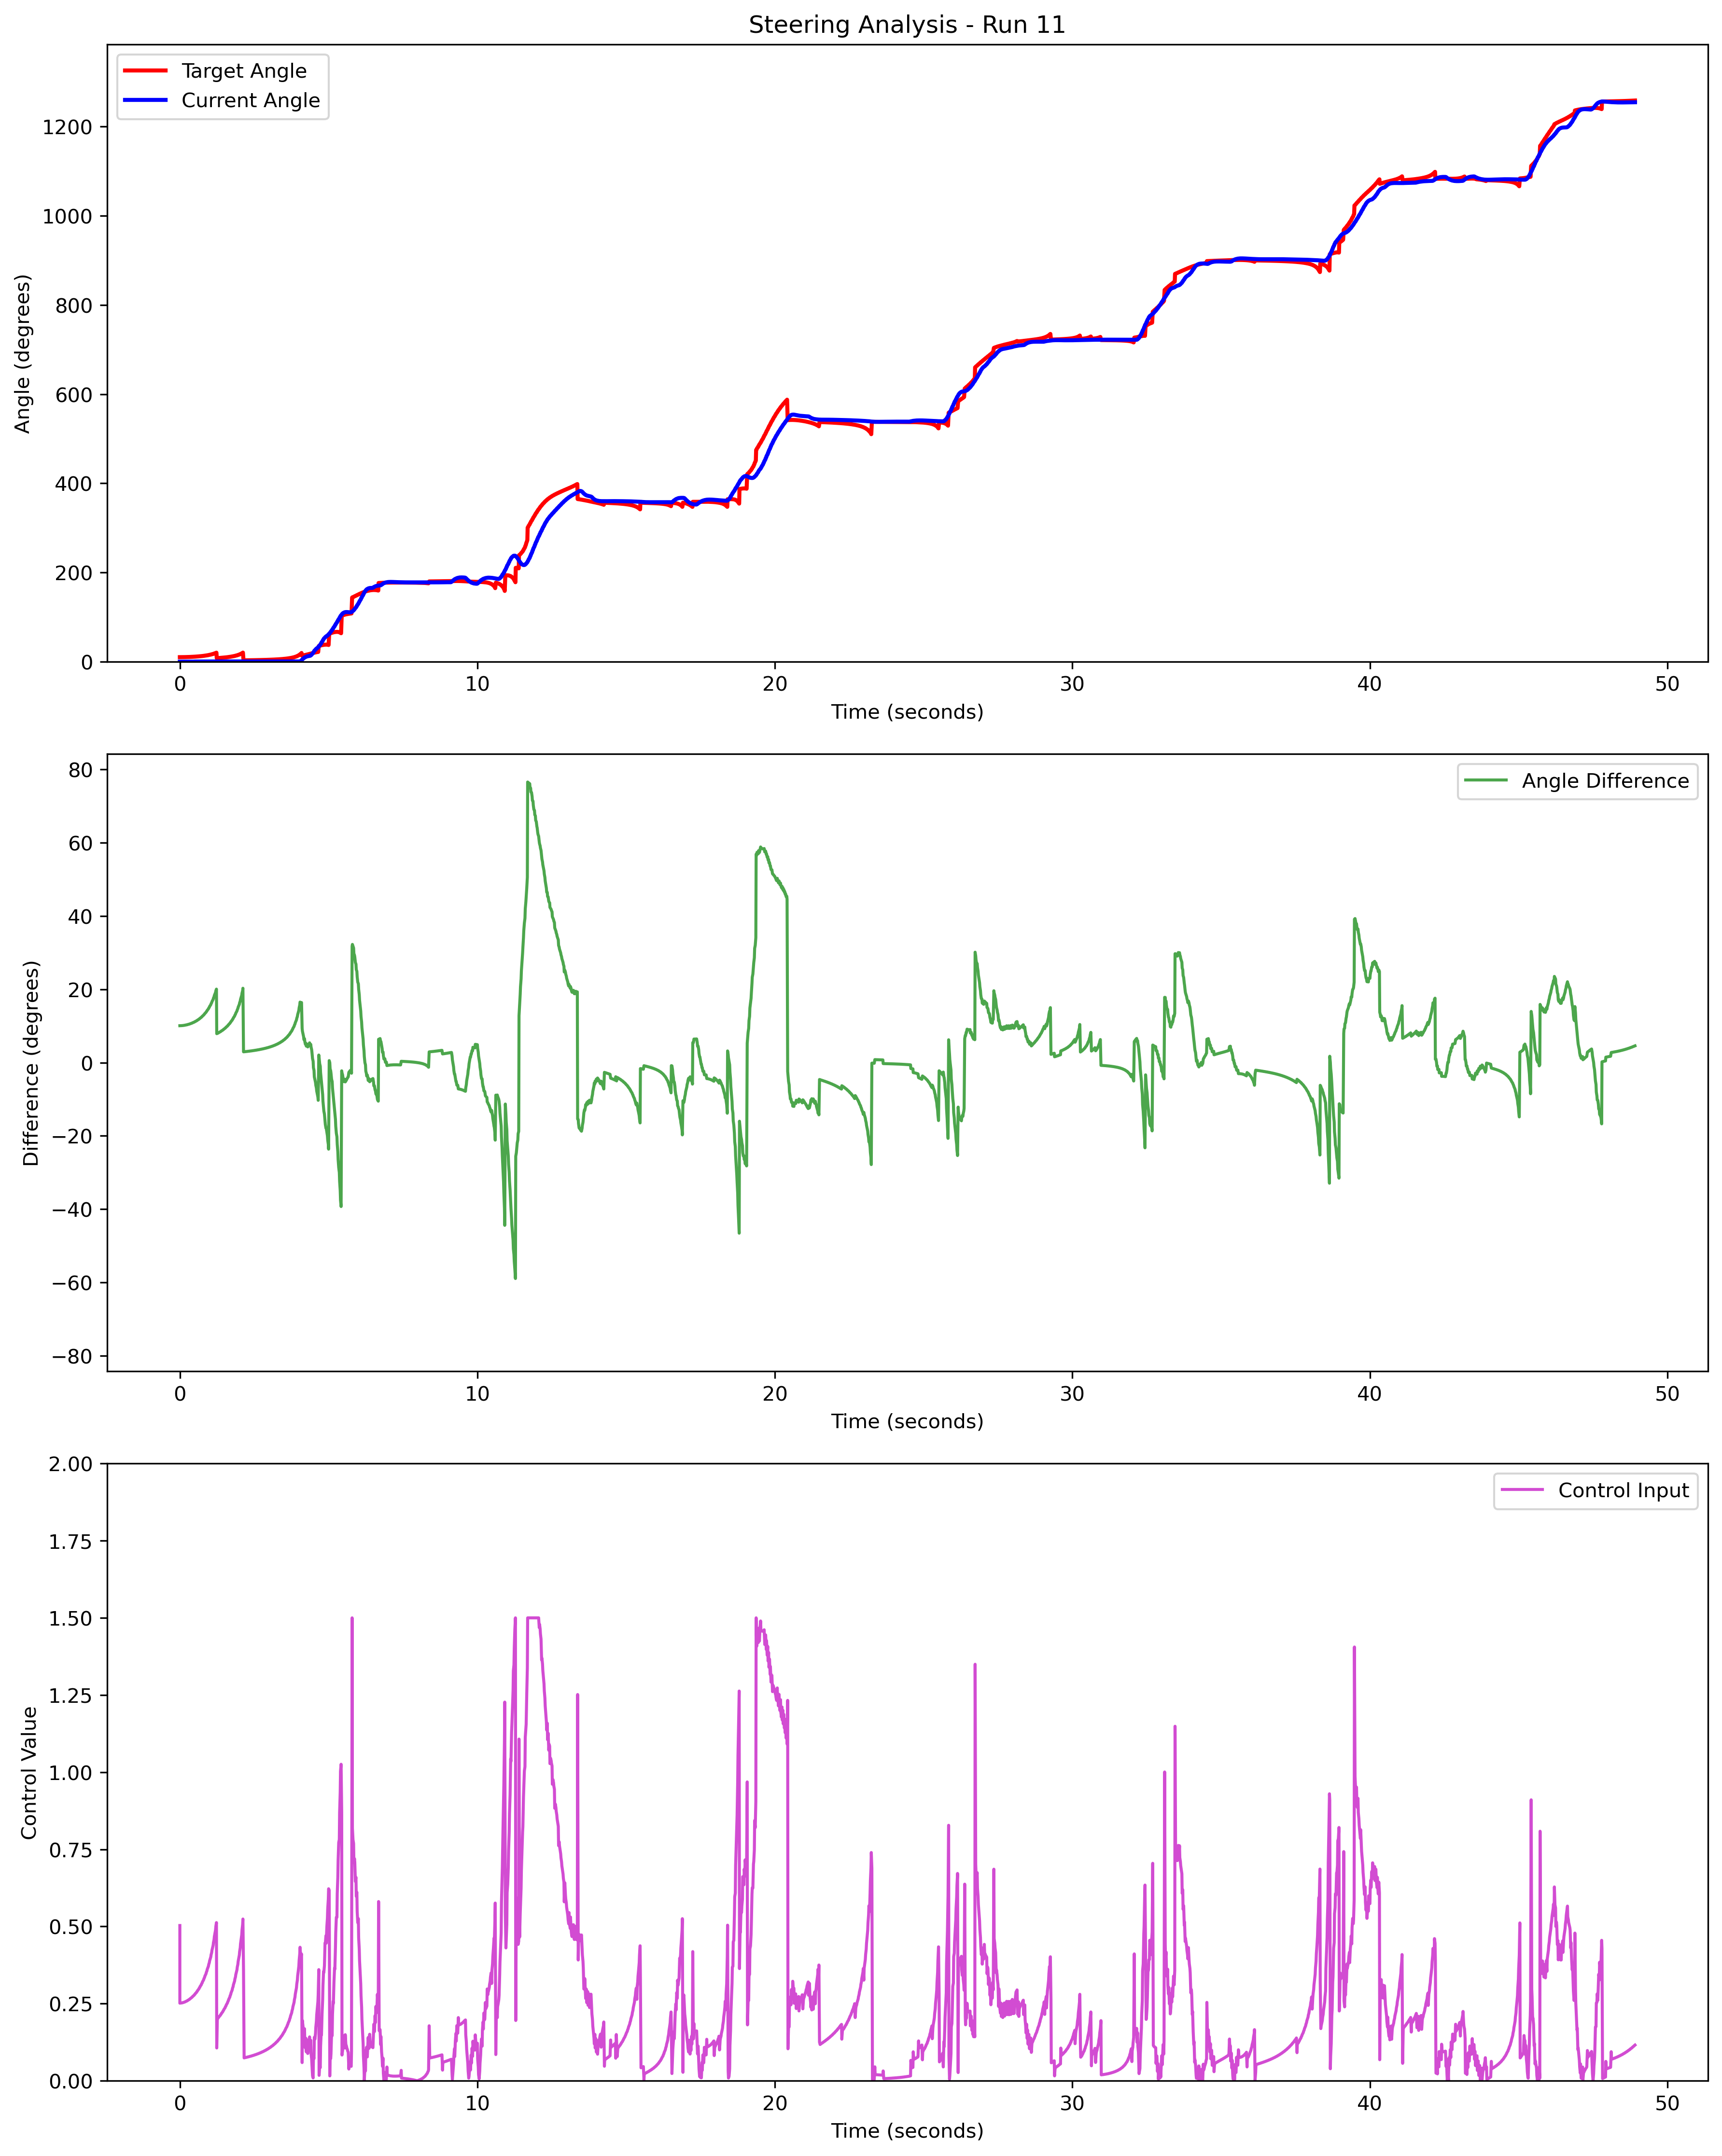 Steering Analysis - Run 11
Target Angle
Current Angle
Angle (degrees)
1200
1000
800
600
400
200
0
0 10 20 30 40 50
Time (seconds)
Angle Difference
Difference (degrees)
80
60
40
20
0
−20
−40
−60
−80
0 10 20 30 40 50
Time (seconds)
Control Input
Control Value
2.00
1.75
1.50
1.25
1.00
0.75
0.50
0.25
0.00
0 10 20 30 40 50
Time (seconds)